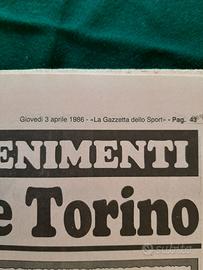 Giovedì 3 aprile 1986 - «La Gazzetta dello Sport» - Pag. 43
ENIMENTI
e Torino
subito